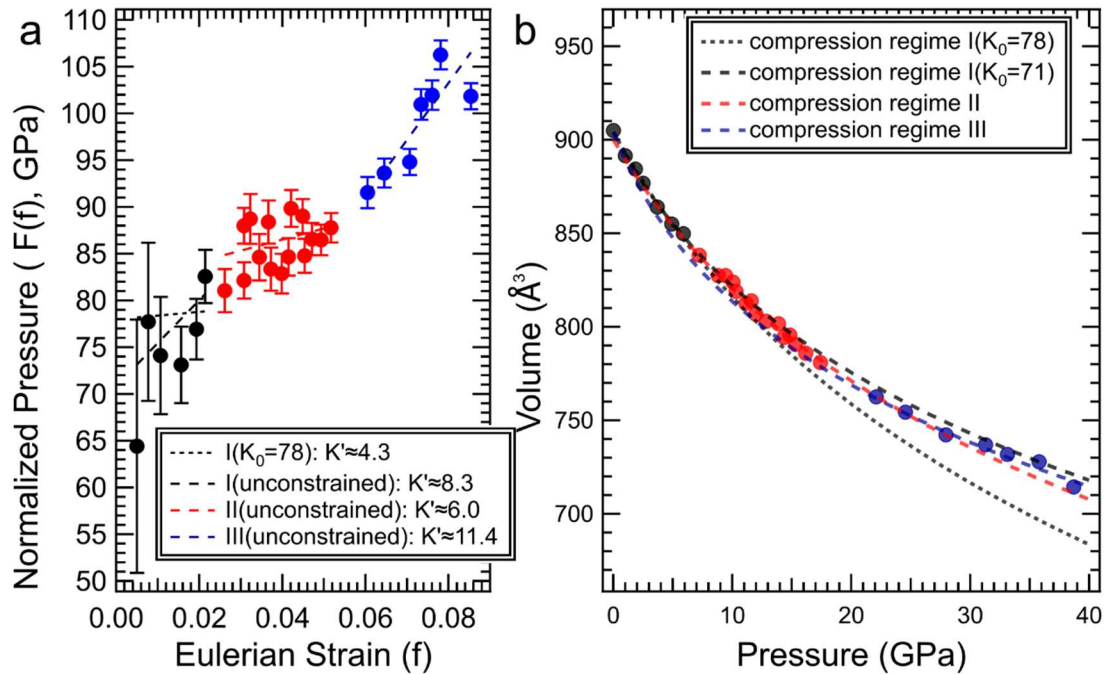 a
Normalized Pressure ( F(f), GPa)
110
105
100
95
90
85
80
75
70
65
60
55
50
0.00
0.02
0.04
0.06
0.08
Eulerian Strain (f)
I(K₀=78): K'≈4.3
I(unconstrained): K'≈8.3
II(unconstrained): K'≈6.0
III(unconstrained): K'≈11.4
b
Volume (Å³)
950
900
850
800
750
700
0
10
20
30
40
Pressure (GPa)
compression regime I(K₀=78)
compression regime I(K₀=71)
compression regime II
compression regime III